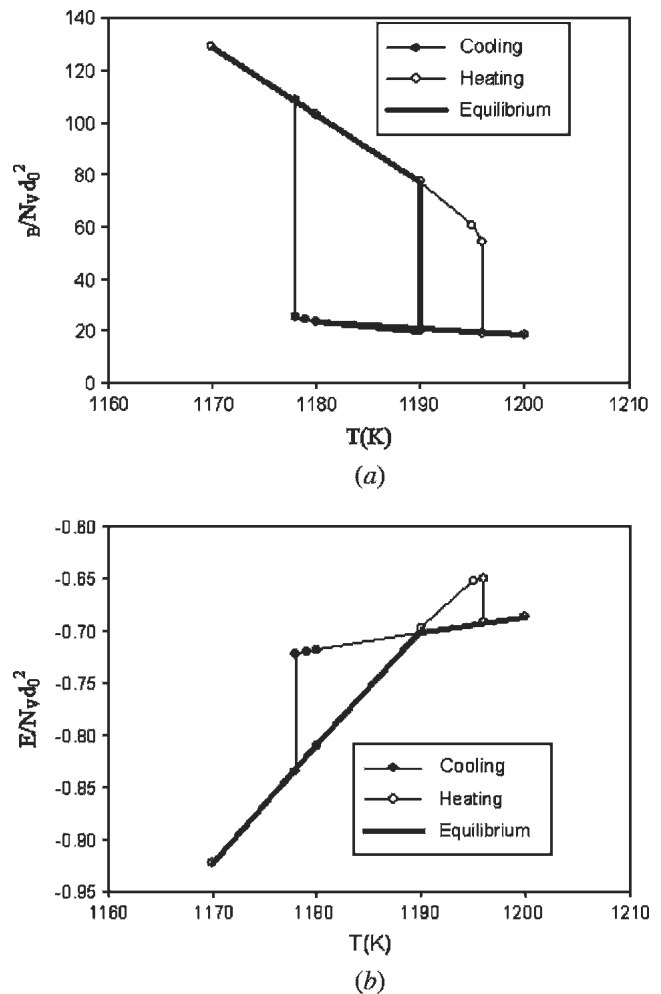 140
120
100
80
60
40
20
0
B/NVd0²
Cooling
Heating
Equilibrium
1160 1170 1180 1190 1200 1210
T(K)
(a)
-0.60
-0.65
-0.70
-0.75
-0.80
-0.85
-0.90
-0.95
E/NVd0²
Cooling
Heating
Equilibrium
1160 1170 1180 1190 1200 1210
T(K)
(b)